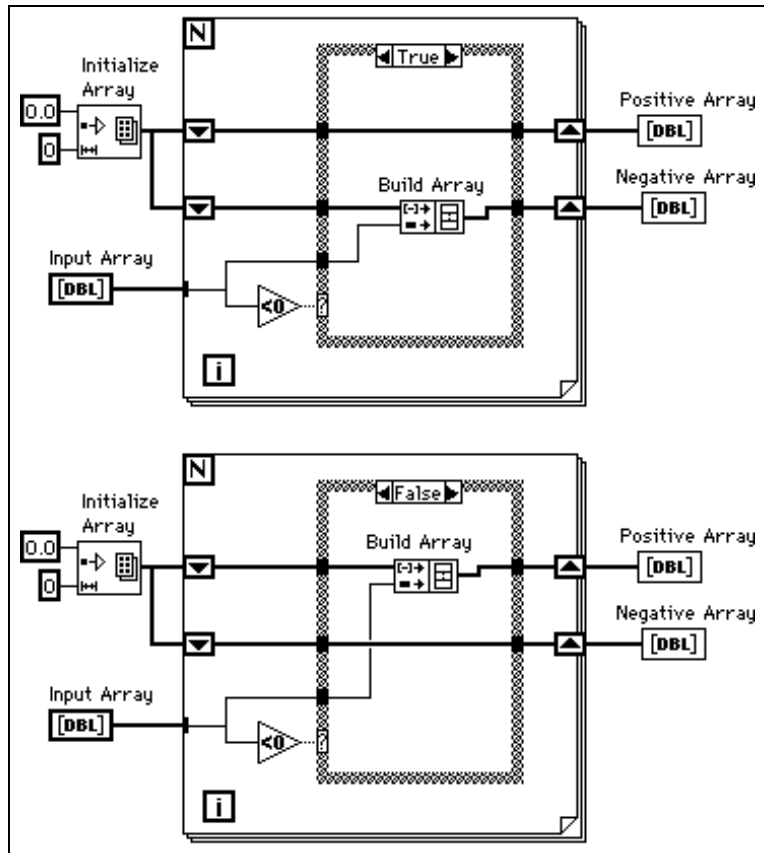 N
True
Initialize
Array
0.0
0
Positive Array
[DBL]
Negative Array
[DBL]
Build Array
Input Array
[DBL]
<0
?
i
N
False
Initialize
Array
0.0
0
Build Array
Positive Array
[DBL]
Negative Array
[DBL]
Input Array
[DBL]
<0
?
i